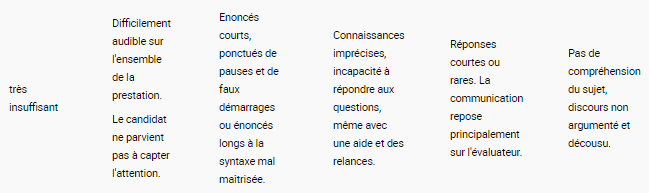 très
insuffisant
Difficilement
audible sur
l'ensemble
de la
prestation.
Le candidat
ne parvient
pas à capter
l'attention.
Enoncés
courts,
ponctués de
pauses et de
faux
démarrages
ou énoncés
longs à la
syntaxe mal
maitrisée.
Connaissances
imprécises,
incapacité à
répondre aux
questions,
même avec
une aide et des
relances.
Réponses
courtes ou
rares. La
communication
repose
principalement
sur l'évaluateur.
Pas de
compréhension
du sujet,
discours non
argumenté et
décousu.